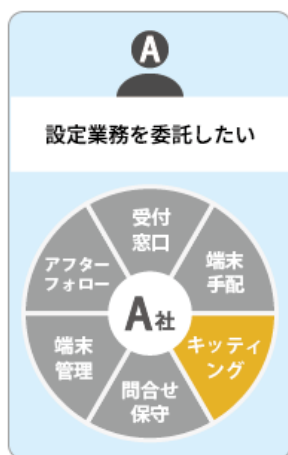 A
設定業務を委託したい
受付
窓口
端末
手配
キッティ
ング
問合せ
保守
端末
管理
アフター
フォロー
A社